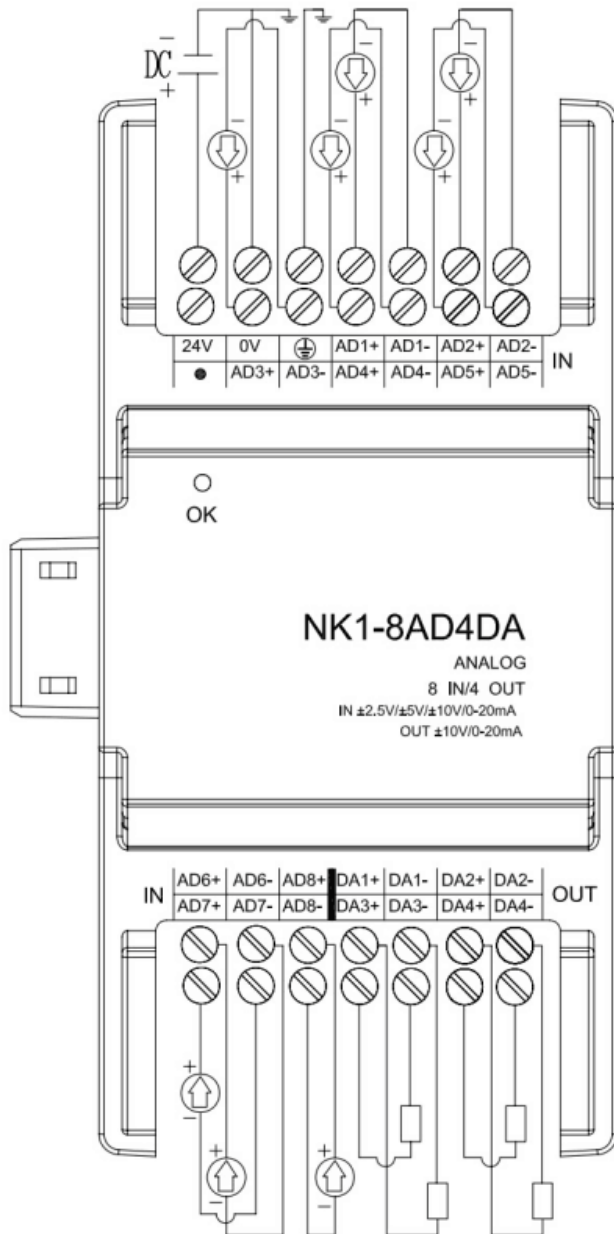 −
DC
+
− −
+ +
− − −
+ + +
24V 0V AD1+ AD1- AD2+ AD2- IN
AD3+ AD3- AD4+ AD4- AD5+ AD5-
OK
NK1-8AD4DA
ANALOG
8 IN/4 OUT
IN ±2.5V/±5V/±10V/0-20mA
OUT ±10V/0-20mA
IN AD6+ AD6- AD8+ DA1+ DA1- DA2+ DA2- OUT
AD7+ AD7- AD8- DA3+ DA3- DA4+ DA4-
+
−
+ +
− −